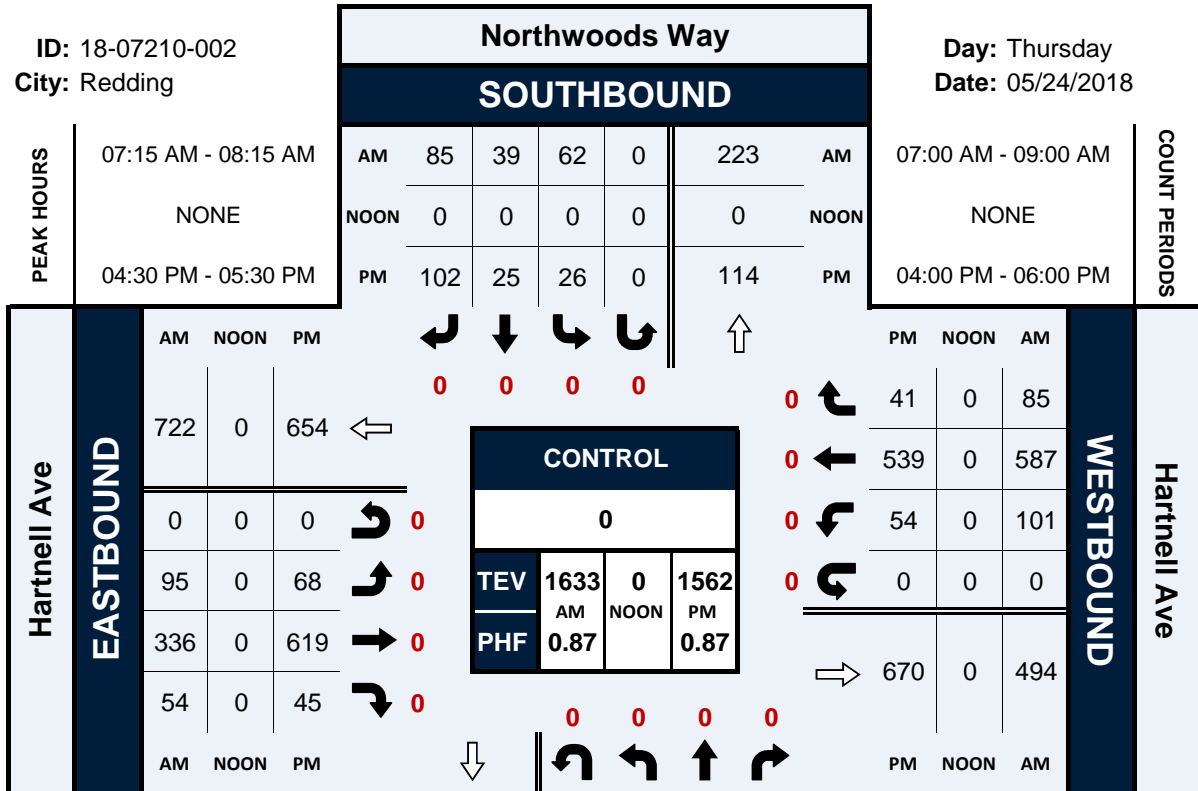 ID: 18-07210-002
City: Redding
Northwoods Way
SOUTHBOUND
Day: Thursday
Date: 05/24/2018
PEAK HOURS
07:15 AM - 08:15 AM
NONE
04:30 PM - 05:30 PM
AM 85 39 62 0 223 AM
NOON 0 0 0 0 0 NOON
PM 102 25 26 0 114 PM
07:00 AM - 09:00 AM
NONE
04:00 PM - 06:00 PM
COUNT PERIODS
0 0 0 0
Hartnell Ave
EASTBOUND
AM NOON PM
722 0 654
0 0 0 0
95 0 68 0
336 0 619 0
54 0 45 0
AM NOON PM
CONTROL
0
TEV 1633 0 1562
AM NOON PM
PHF 0.87 0.87
PM NOON AM
0 41 0 85
0 539 0 587
0 54 0 101
0 0 0 0
670 0 494
PM NOON AM
WESTBOUND
Hartnell Ave
0 0 0 0